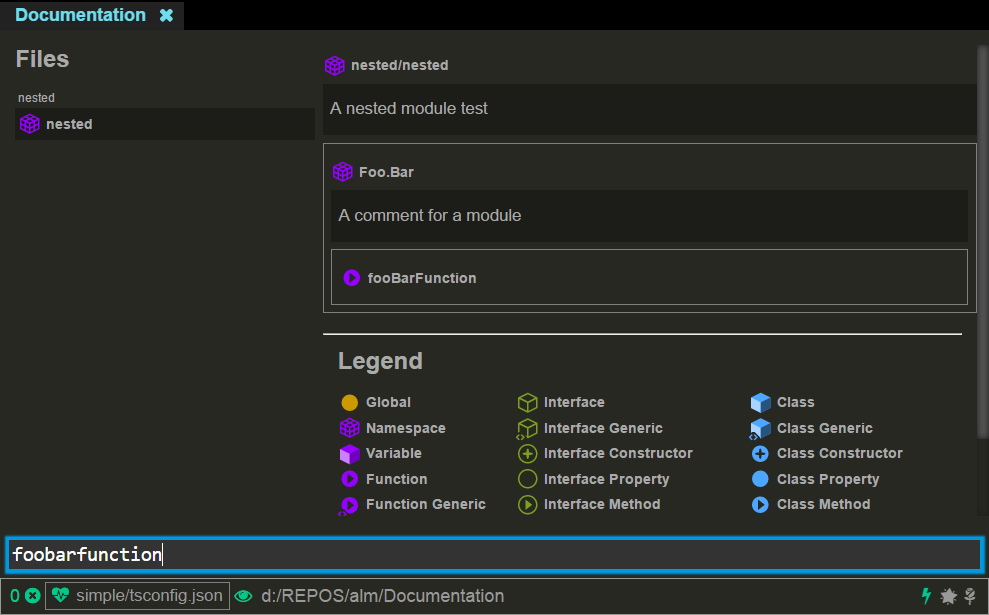 Documentation
Files
nested
nested
nested/nested
A nested module test
Foo.Bar
A comment for a module
fooBarFunction
Legend
Global
Interface
Class
Namespace
Interface Generic
Class Generic
Variable
Interface Constructor
Class Constructor
Function
Interface Property
Class Property
Function Generic
Interface Method
Class Method
foobarfunction
0 simple/tsconfig.json d:/REPOS/alm/Documentation